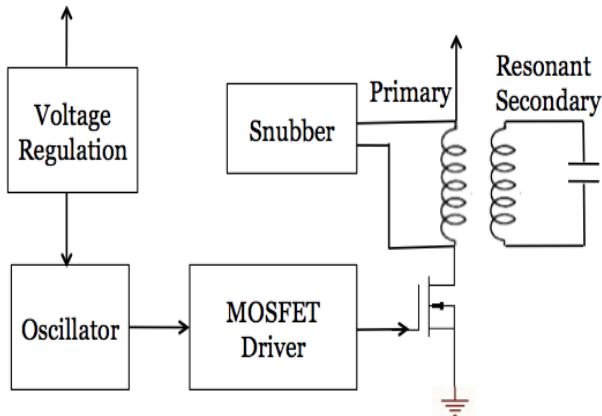 Voltage
Regulation
Snubber
Primary
Resonant
Secondary
Oscillator
MOSFET
Driver